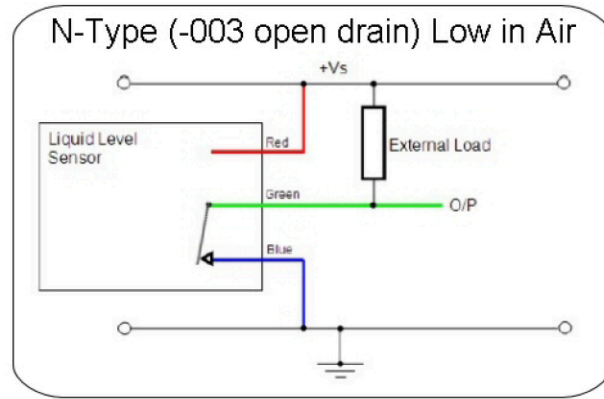 N-Type (-003 open drain) Low in Air
+Vs
Liquid Level
Sensor
Red
External Load
Green
O/P
Blue